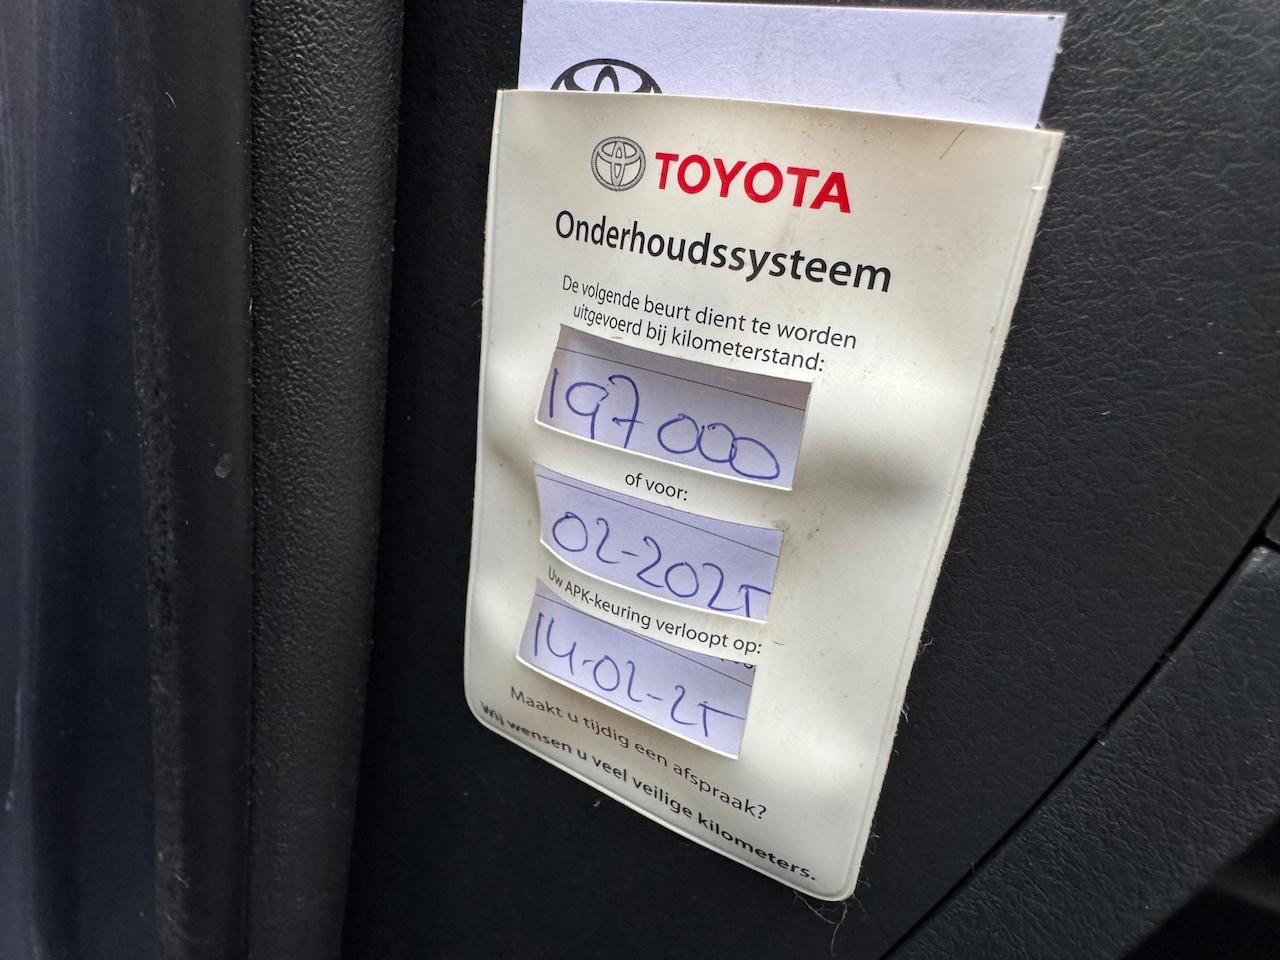 TOYOTA
Onderhoudssysteem
De volgende beurt dient te worden
uitgevoerd bij kilometerstand:
197000
of voor:
02-2025
Uw APK-keuring verloopt op:
14-02-25
Maakt u tijdig een afspraak?
Wij wensen u veel veilige kilometers.